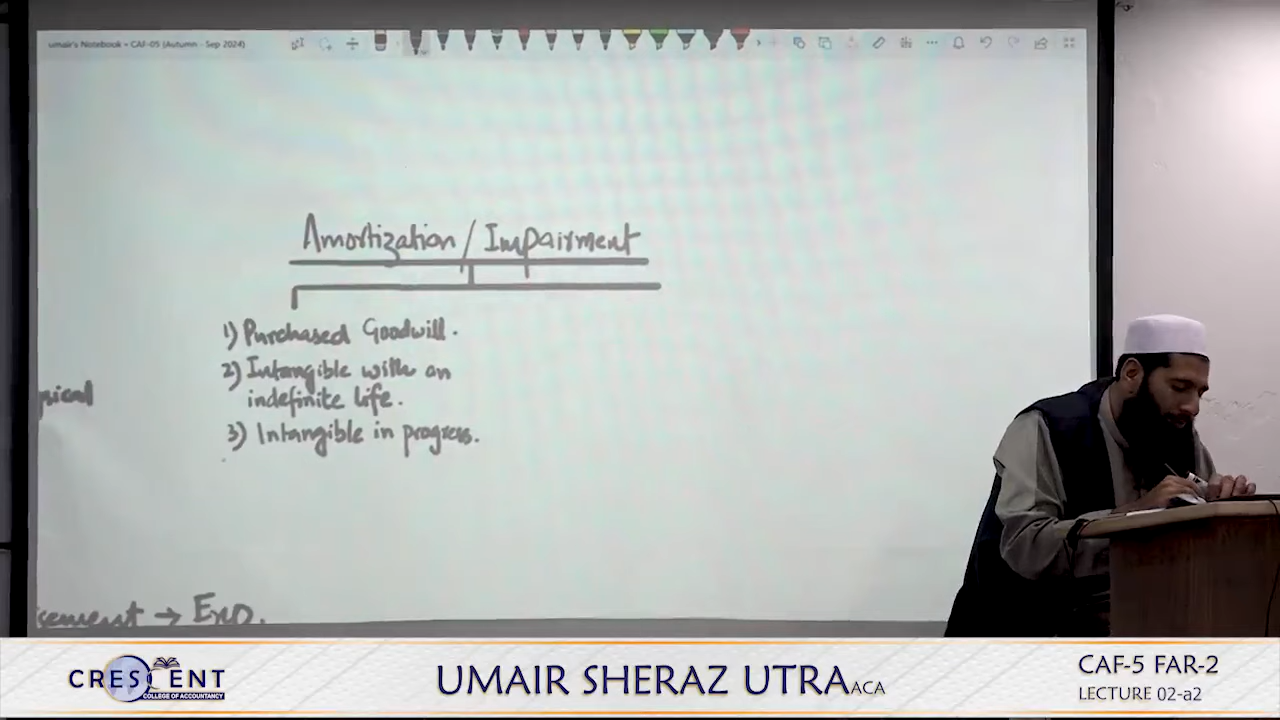 umair's Notebook • CAF-05 (Autumn - Sep 2024)
Amortization / Impairment
1) Purchased Goodwill.
2) Intangible with an
indefinite life.
3) Intangible in progress.
→ Exp.
CRESCENT
COLLEGE OF ACCOUNTANCY
UMAIR SHERAZ UTRA ACA
CAF-5 FAR-2
LECTURE 02-a2